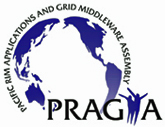 PACIFIC RIM APPLICATIONS AND GRID MIDDLEWARE ASSEMBLY
PRAGMA